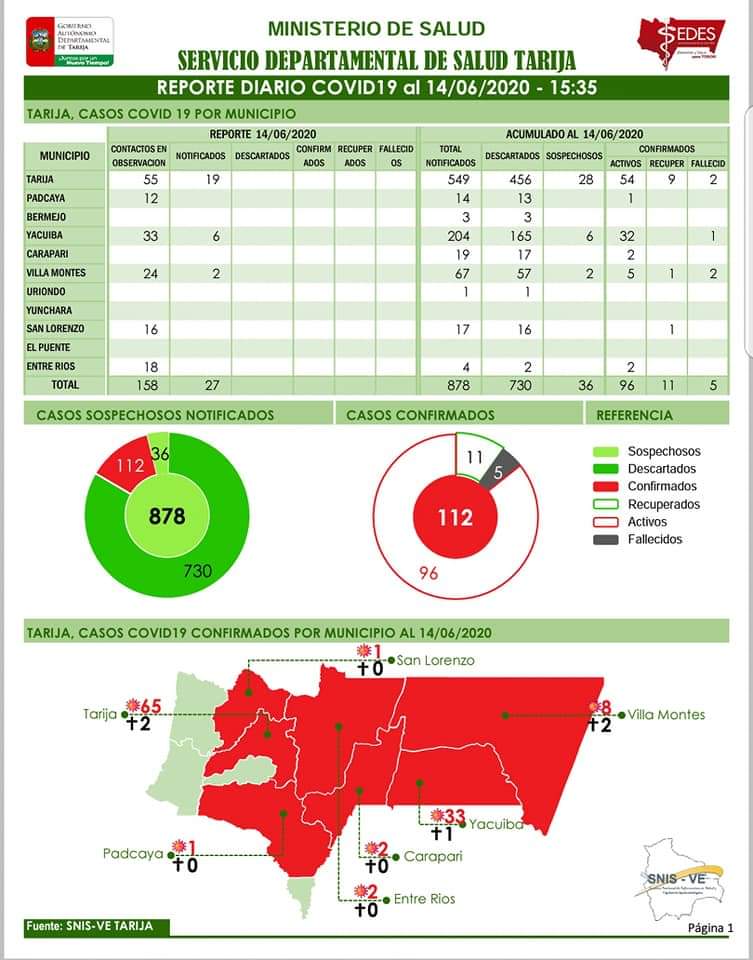 GOBIERNO
AUTÓNOMO
DEPARTAMENTAL
DE TARIJA
¡Juntos por un
Nuevo Tiempo!
MINISTERIO DE SALUD
SERVICIO DEPARTAMENTAL DE SALUD TARIJA
SEDES
REPORTE DIARIO COVID19 al 14/06/2020 - 15:35
TARIJA, CASOS COVID 19 POR MUNICIPIO
MUNICIPIO REPORTE 14/06/2020 ACUMULADO AL 14/06/2020
CONTACTOS EN OBSERVACION NOTIFICADOS DESCARTADOS CONFIRM ADOS RECUPER ADOS FALLECID OS TOTAL NOTIFICADOS DESCARTADOS SOSPECHOSOS CONFIRMADOS
ACTIVOS RECUPER FALLECID
TARIJA 55 19 549 456 28 54 9 2
PADCAYA 12 14 13 1
BERMEJO 3 3
YACUIBA 33 6 204 165 6 32 1
CARAPARI 19 17 2
VILLA MONTES 24 2 67 57 2 5 1 2
URIONDO 1 1
YUNCHARA
SAN LORENZO 16 17 16 1
EL PUENTE
ENTRE RIOS 18 4 2 2
TOTAL 158 27 878 730 36 96 11 5
CASOS SOSPECHOSOS NOTIFICADOS
36
112
878
730
CASOS CONFIRMADOS
11
5
112
96
REFERENCIA
Sospechosos
Descartados
Confirmados
Recuperados
Activos
Fallecidos
TARIJA, CASOS COVID19 CONFIRMADOS POR MUNICIPIO AL 14/06/2020
1
0 San Lorenzo
Tarija 65
2
8
2 Villa Montes
33
1 Yacuiba
Padcaya 1
0
2
0 Carapari
2
0 Entre Rios
SNIS - VE
Fuente: SNIS-VE TARIJA
Página 1